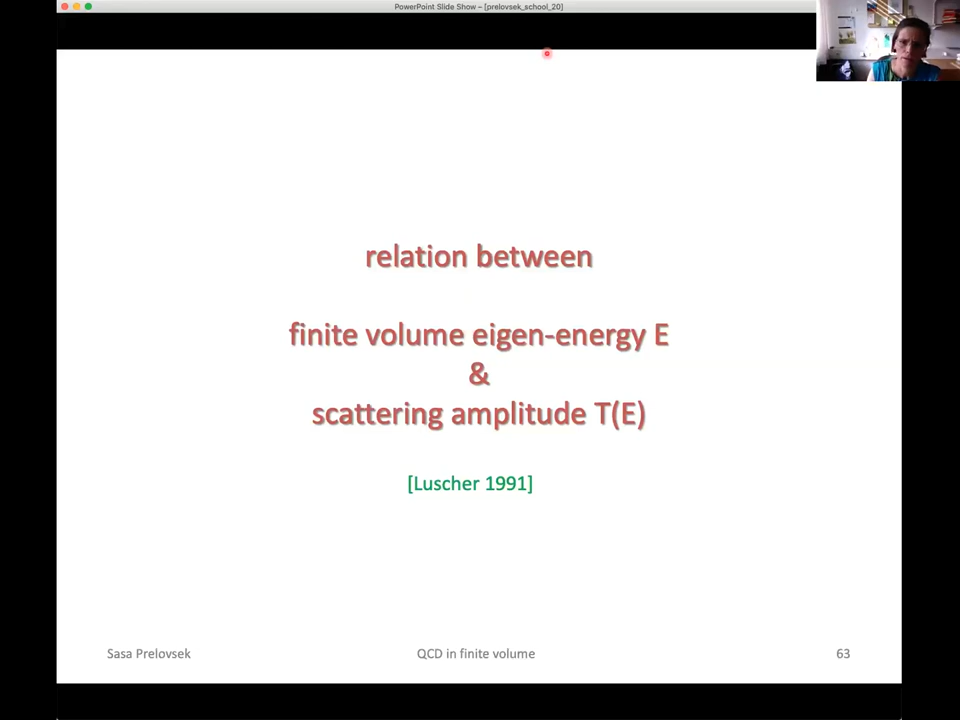 PowerPoint Slide Show – [prelovsek_school_20]
relation between
finite volume eigen-energy E
&
scattering amplitude T(E)
[Luscher 1991]
Sasa Prelovsek
QCD in finite volume
63